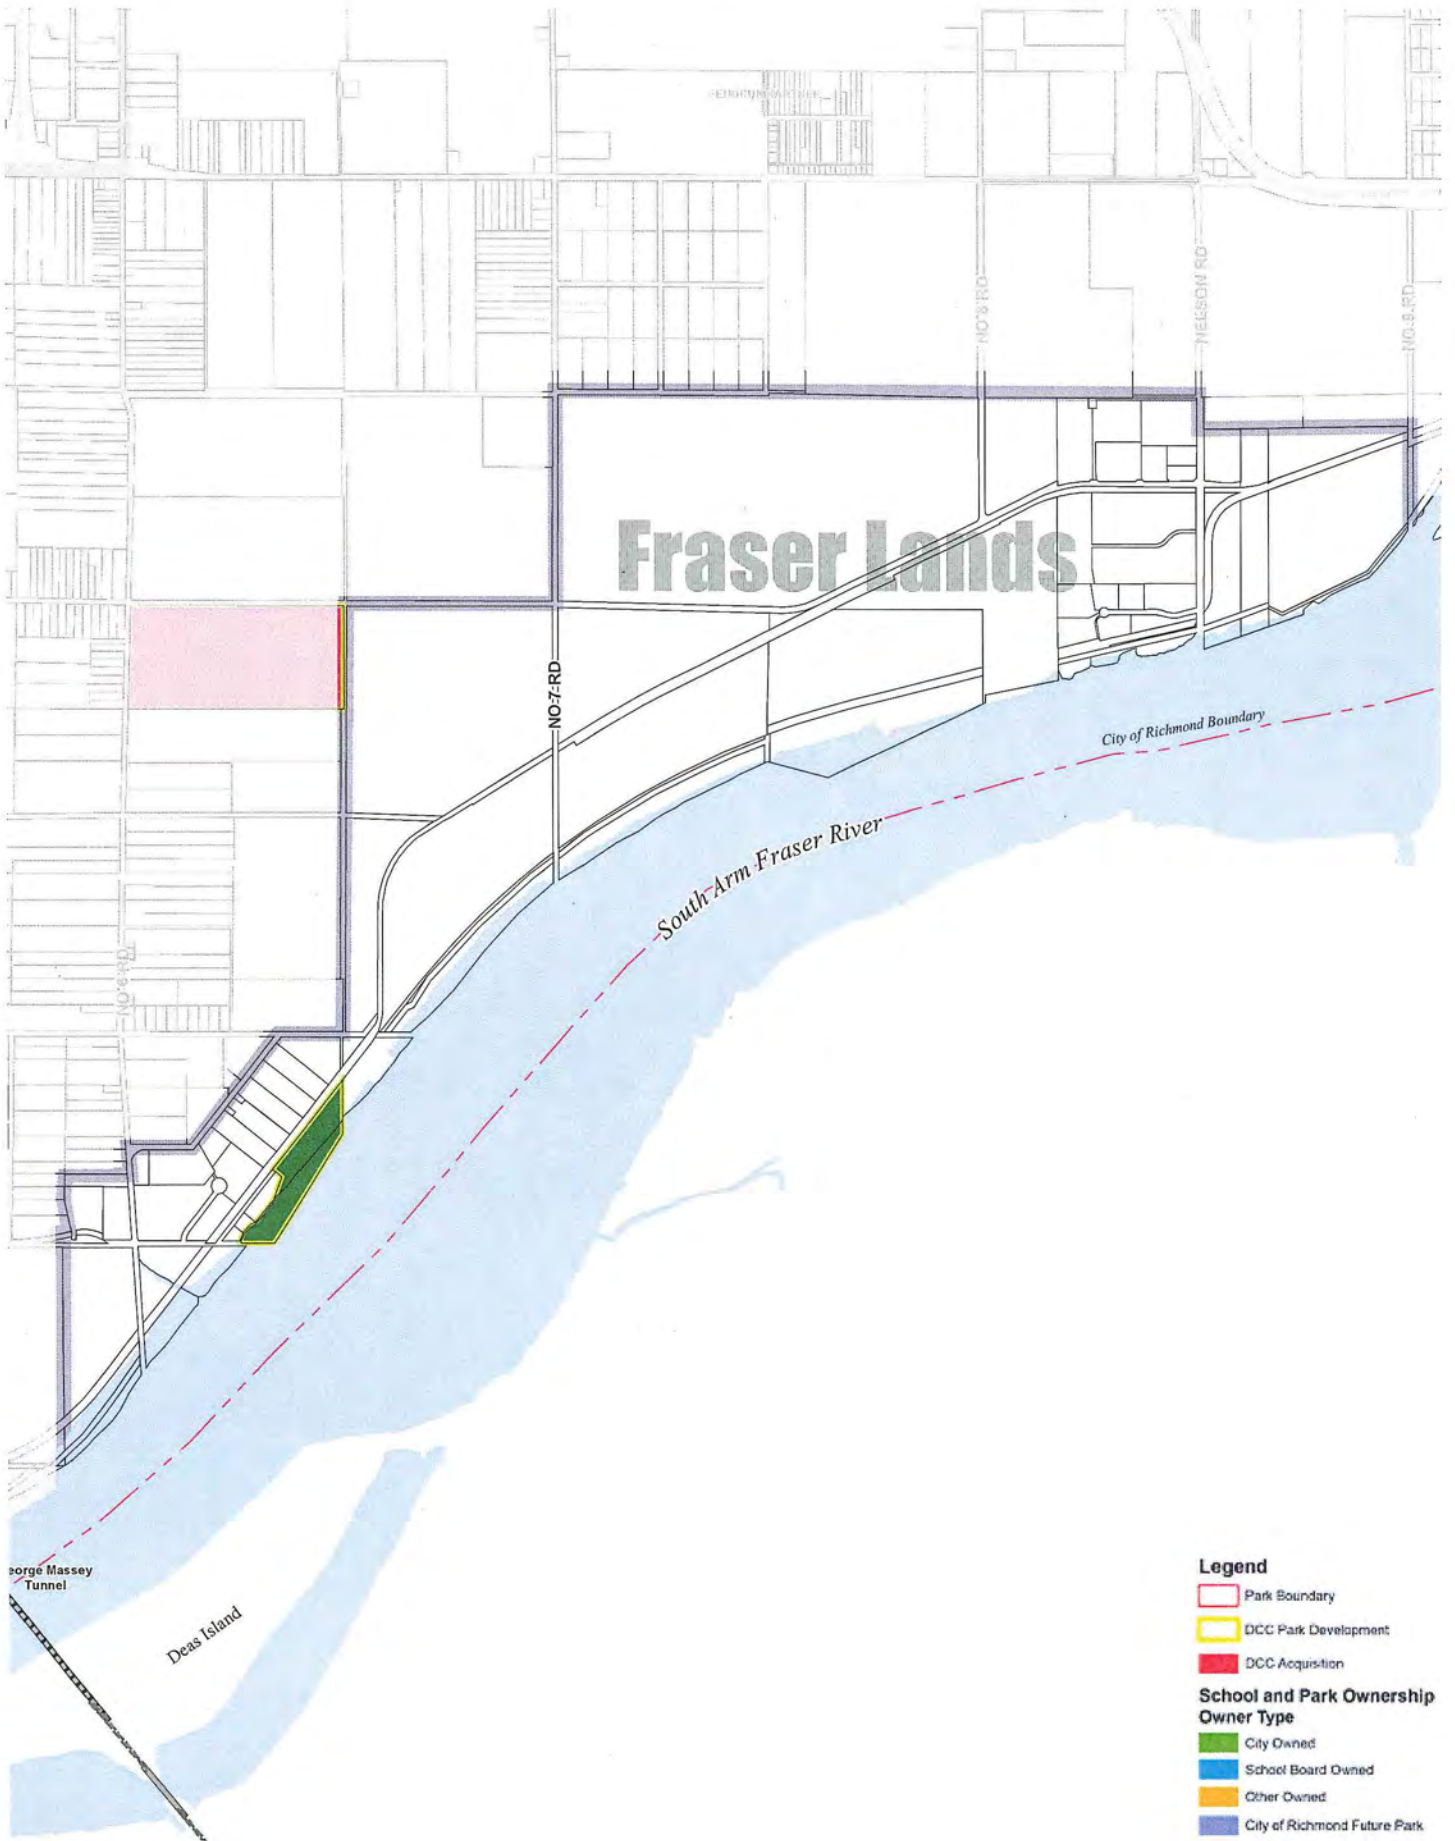 NO 8 RD
NELSON RD
NO 9 RD
Fraser Lands
NO 7 RD
City of Richmond Boundary
South Arm Fraser River
NO 6 RD
George Massey
Tunnel
Deas Island
Legend
Park Boundary
DCC Park Development
DCC Acquisition
School and Park Ownership
Owner Type
City Owned
School Board Owned
Other Owned
City of Richmond Future Park